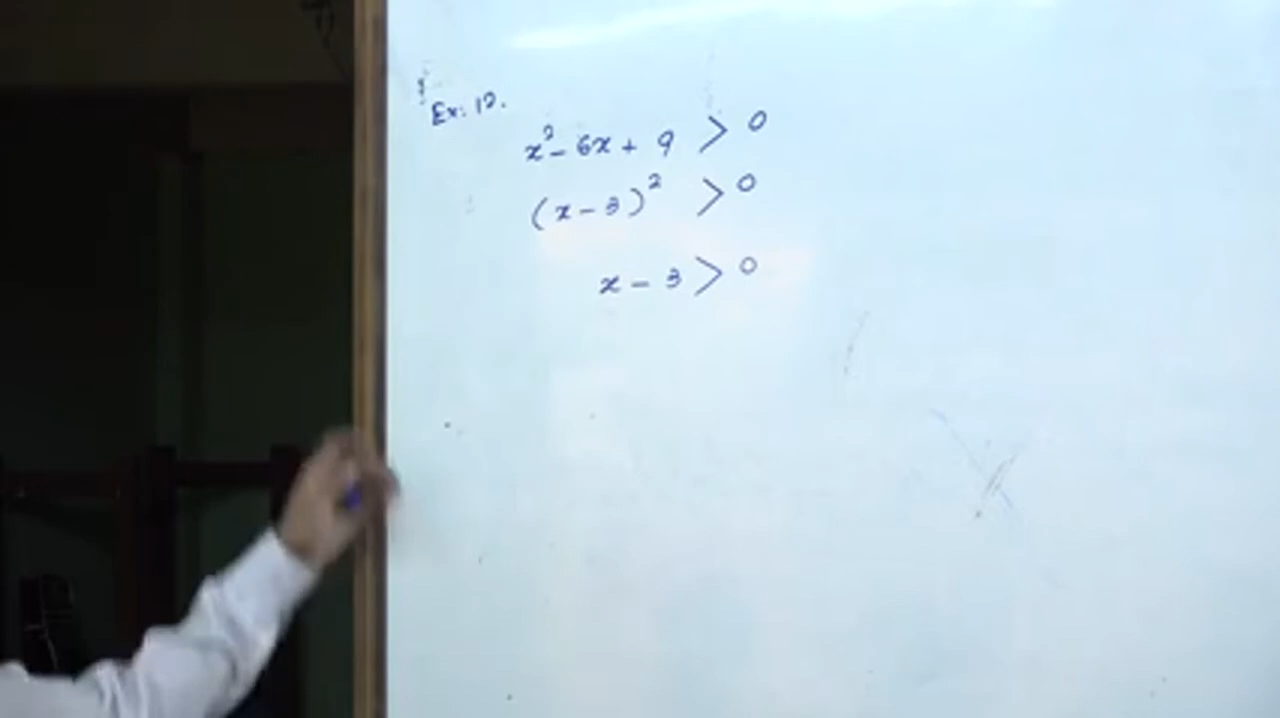 Ex: 12.
x² - 6x + 9 > 0
(x - 3)² > 0
x - 3 > 0